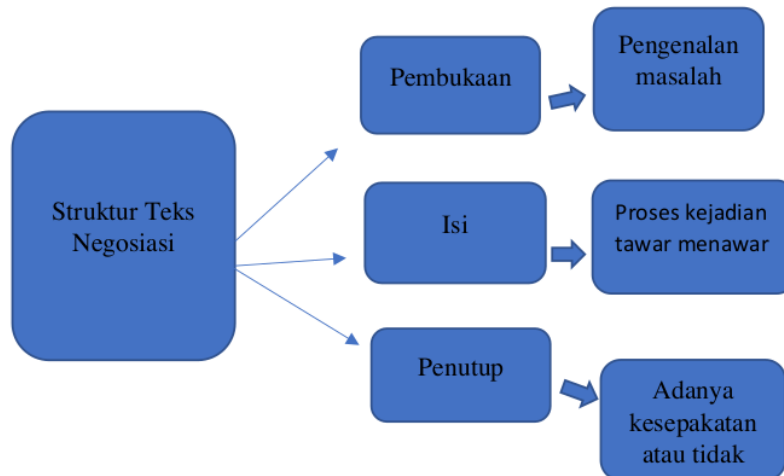 Struktur Teks
Negosiasi
Pembukaan
Pengenalan
masalah
Isi
Proses kejadian
tawar menawar
Penutup
Adanya
kesepakatan
atau tidak